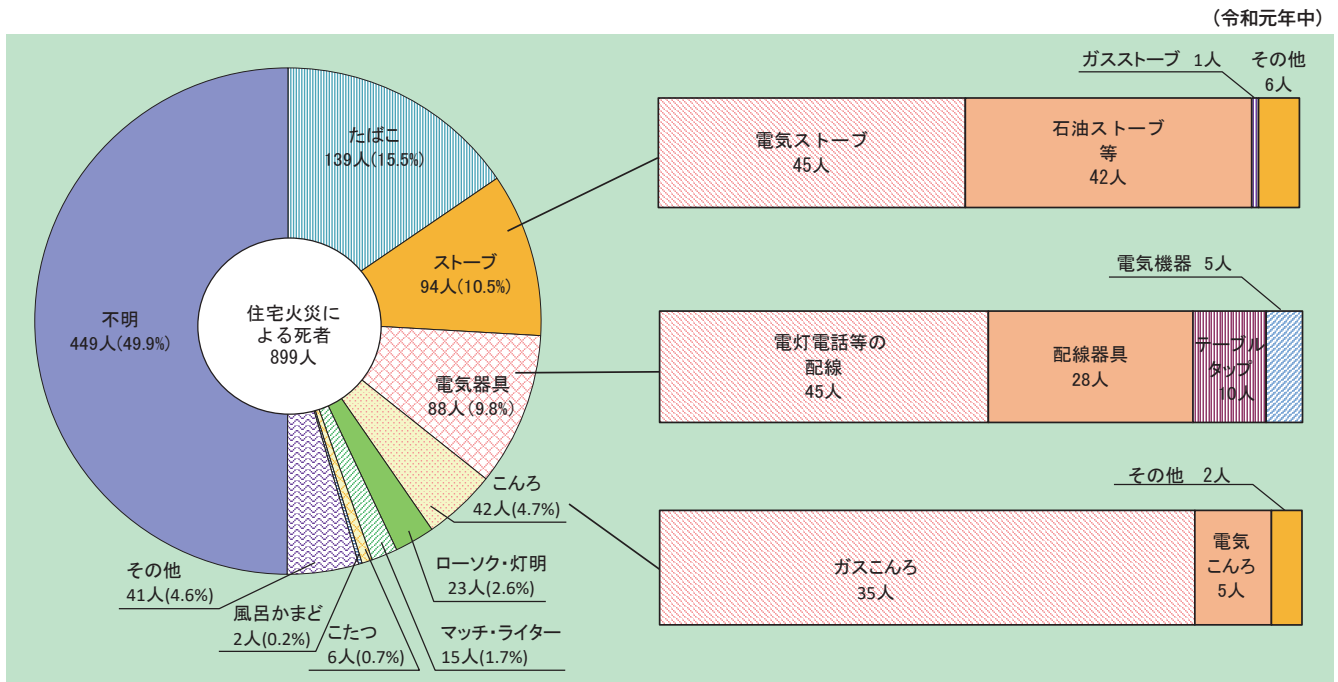 (令和元年中)
たばこ
139人(15.5%)
ストーブ
94人(10.5%)
電気器具
88人(9.8%)
こんろ
42人(4.7%)
ローソク・灯明
23人(2.6%)
マッチ・ライター
15人(1.7%)
こたつ
6人(0.7%)
風呂かまど
2人(0.2%)
その他
41人(4.6%)
不明
449人(49.9%)
住宅火災に
よる死者
899人
電気ストーブ
45人
石油ストーブ
等
42人
ガスストーブ 1人
その他
6人
電灯電話等の
配線
45人
配線器具
28人
テーブル
タップ
10人
電気機器 5人
ガスこんろ
35人
電気
こんろ
5人
その他 2人